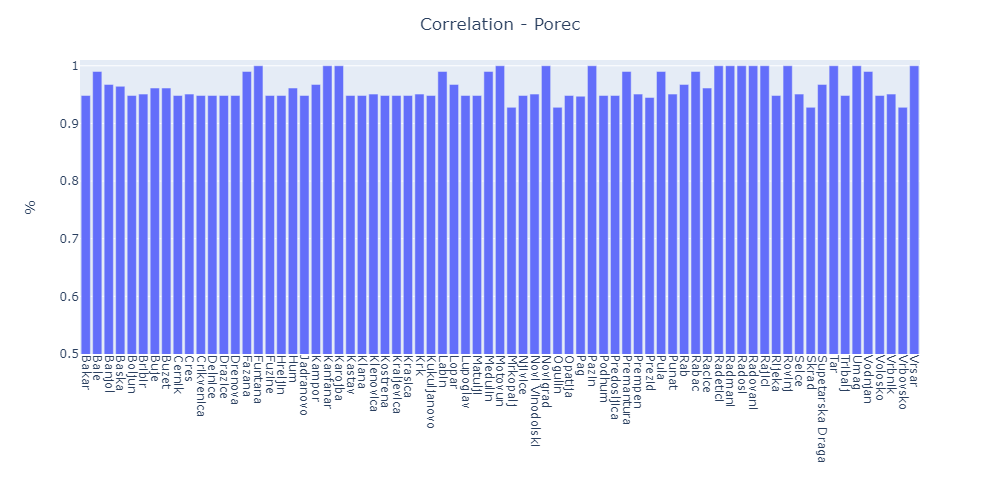 Correlation - Porec
1
0.9
0.8
0.7
0.6
0.5
%
Bakar
Bale
Banjol
Baska
Boljun
Bribir
Buje
Buzet
Cernik
Cres
Crikvenica
Delnice
Drazice
Drenova
Fazana
Funtana
Fuzine
Hreljin
Hum
Jadranovo
Kampor
Kanfanar
Karojba
Kastav
Klana
Klenovica
Kostrena
Kraljevica
Krasica
Krk
Kukuljanovo
Labin
Lopar
Lupoglav
Matulji
Medulin
Motovun
Mrkopalj
Njivice
Novi Vinodolski
Novigrad
Ogulin
Opatija
Pag
Pazin
Podhum
Predosljica
Premantura
Prempen
Prezid
Pula
Punat
Rab
Rabac
Racice
Radetici
Radmani
Radosi
Radovani
Rajici
Rijeka
Rovinj
Selce
Skrad
Supetarska Draga
Tar
Tribalj
Umag
Vodnjan
Volosko
Vrbnik
Vrbovsko
Vrsar